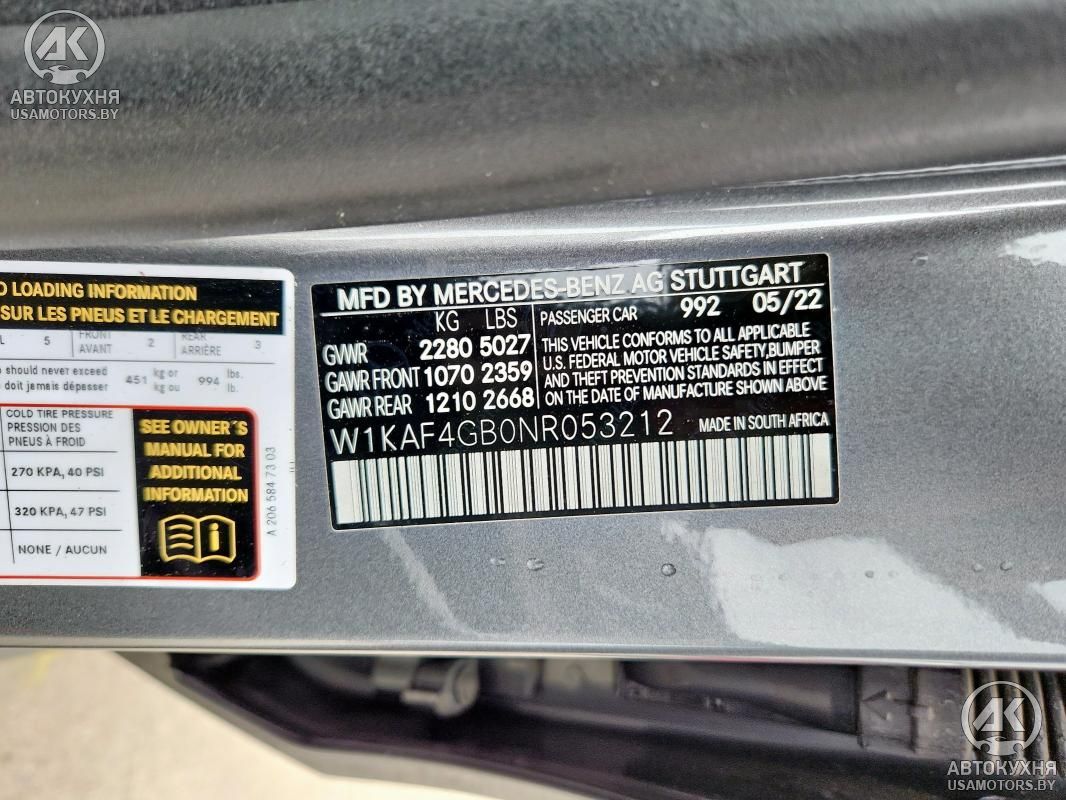 АК
АВТОКУХНЯ
USAMOTORS.BY
D LOADING INFORMATION
SUR LES PNEUS ET LE CHARGEMENT
L 5 FRONT AVANT 2 REAR ARRIÈRE 3
should never exceed
doit jamais dépasser 451 kg or kg ou 994 lbs. lb.
COLD TIRE PRESSURE
PRESSION DES
PNEUS À FROID
270 KPA, 40 PSI
320 KPA, 47 PSI
NONE / AUCUN
SEE OWNER'S
MANUAL FOR
ADDITIONAL
INFORMATION
A 206 584 73 03
MFD BY MERCEDES-BENZ AG STUTTGART
KG LBS
GVWR 2280 5027
GAWR FRONT 1070 2359
GAWR REAR 1210 2668
PASSENGER CAR 992 05/22
THIS VEHICLE CONFORMS TO ALL APPLICABLE
U.S. FEDERAL MOTOR VEHICLE SAFETY, BUMPER
AND THEFT PREVENTION STANDARDS IN EFFECT
ON THE DATE OF MANUFACTURE SHOWN ABOVE
W1KAF4GB0NR053212 MADE IN SOUTH AFRICA
АК
АВТОКУХНЯ
USAMOTORS.BY